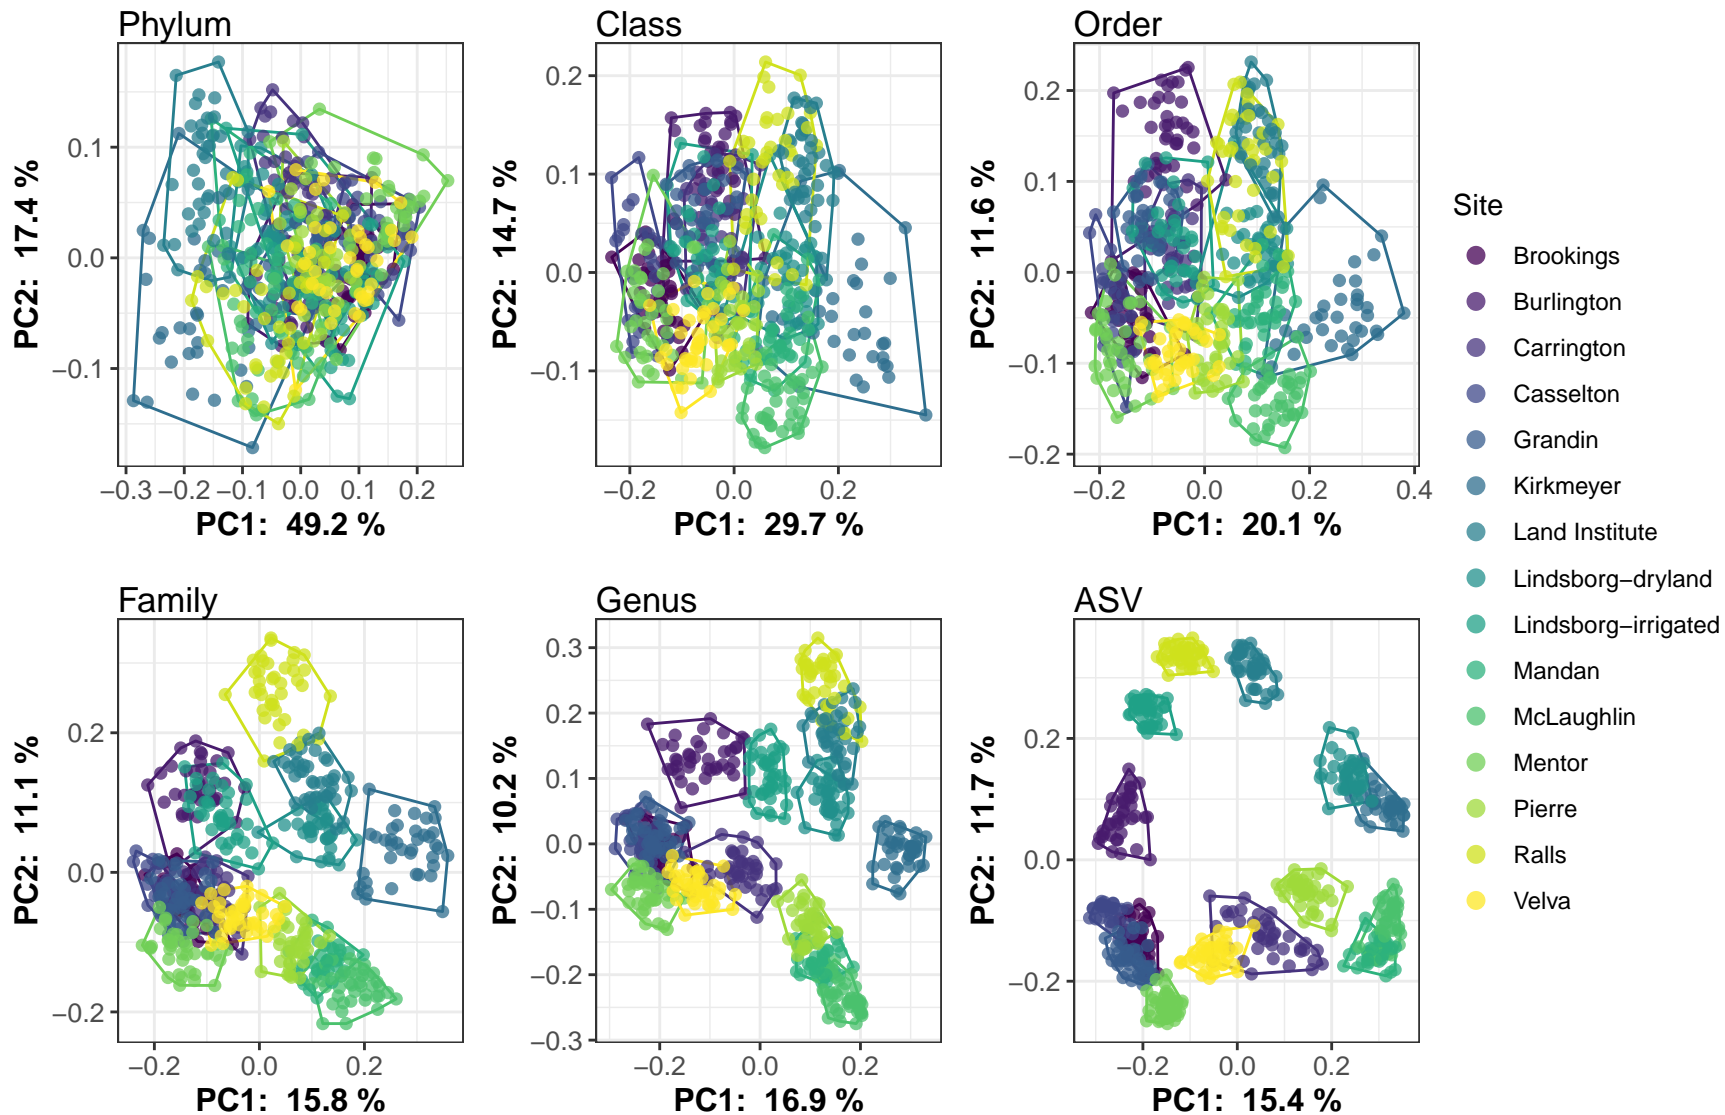 Phylum
Class
Order
0.1
0.0
−0.1
PC2:  17.4 %
−0.3
−0.2
−0.1
0.0
0.1
0.2
PC1:  49.2 %
0.2
0.1
0.0
−0.1
PC2:  14.7 %
−0.2
0.0
0.2
PC1:  29.7 %
0.2
0.1
0.0
−0.1
−0.2
PC2:  11.6 %
−0.2
0.0
0.2
0.4
PC1:  20.1 %
Family
Genus
ASV
0.2
0.0
−0.2
PC2:  11.1 %
−0.2
0.0
0.2
PC1:  15.8 %
0.3
0.2
0.1
0.0
−0.1
−0.2
−0.3
PC2:  10.2 %
−0.2
0.0
0.2
PC1:  16.9 %
0.2
0.0
−0.2
PC2:  11.7 %
−0.2
0.0
0.2
PC1:  15.4 %
Site
Brookings
Burlington
Carrington
Casselton
Grandin
Kirkmeyer
Land Institute
Lindsborg−dryland
Lindsborg−irrigated
Mandan
McLaughlin
Mentor
Pierre
Ralls
Velva